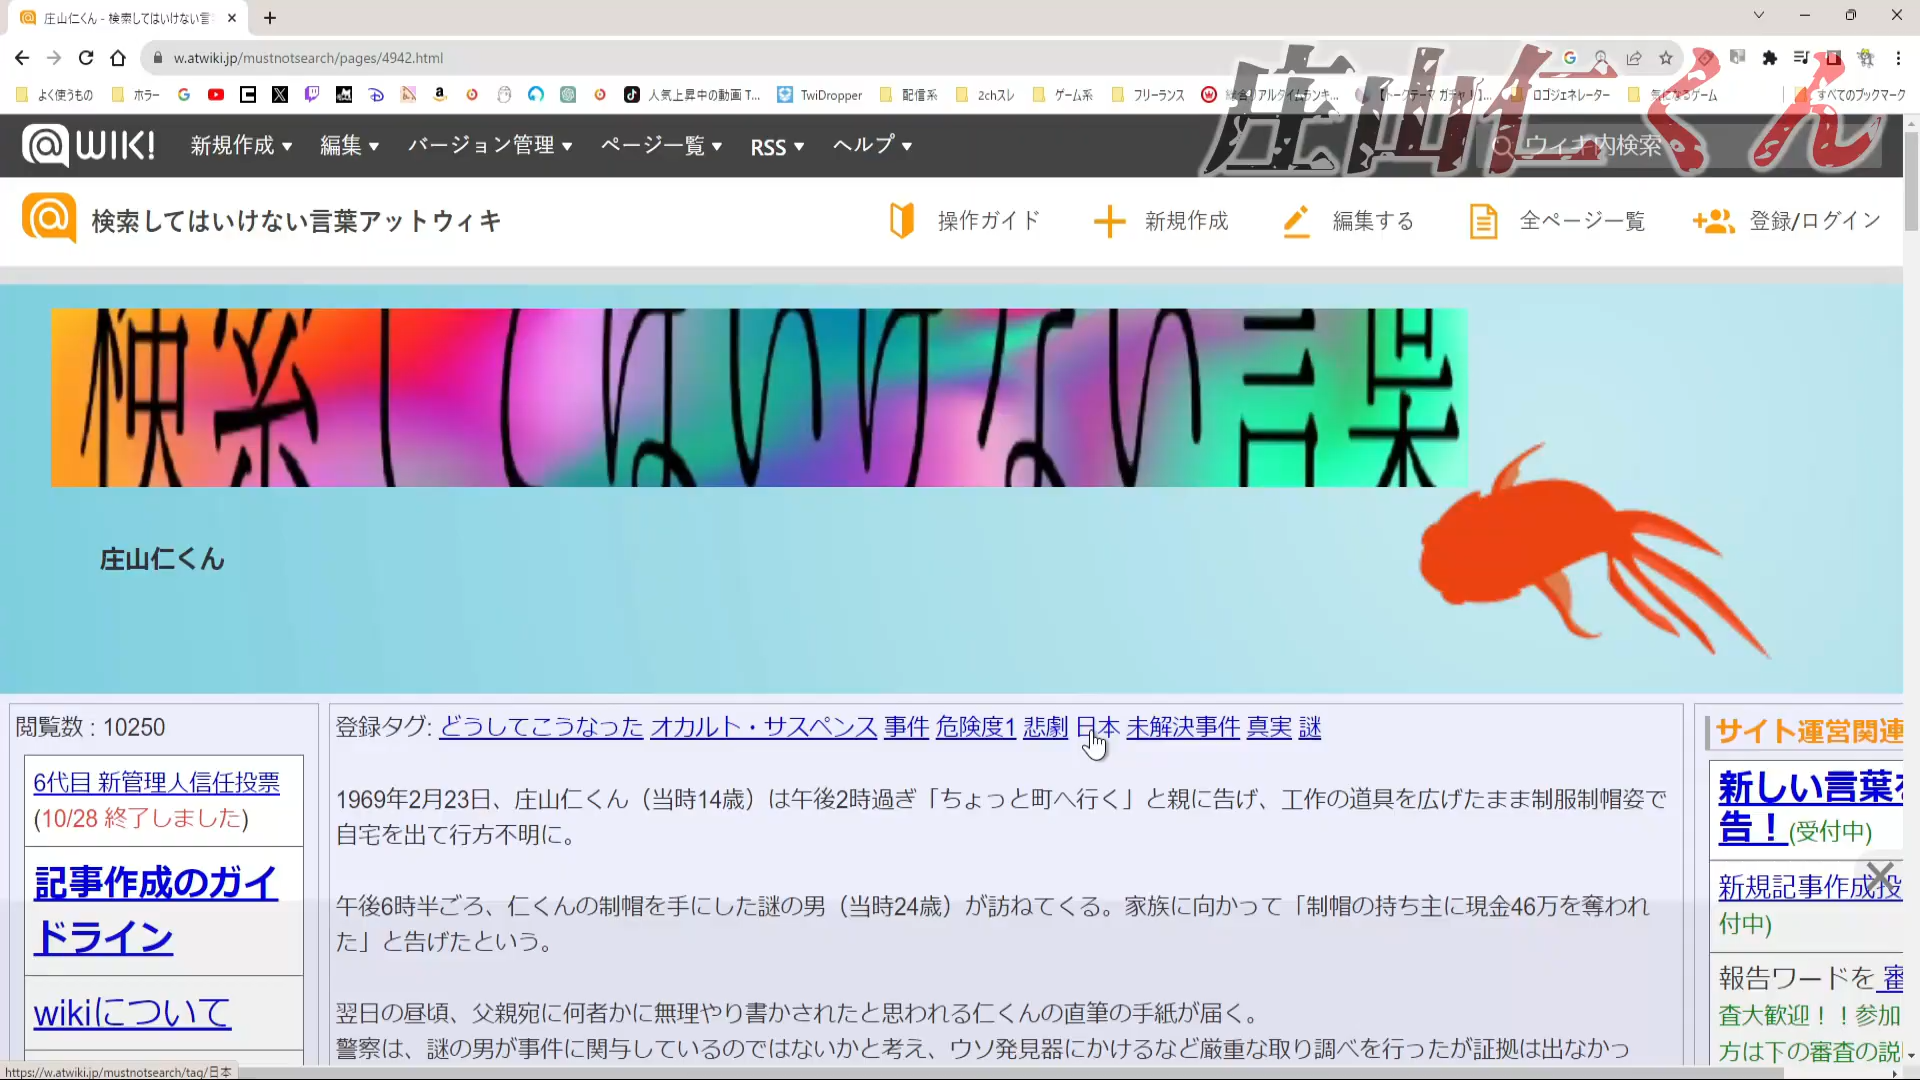 庄山仁くん - 検索してはいけない言
w.atwiki.jp/mustnotsearch/pages/4942.html
よく使うもの ホラー 人気上昇中の動画 T... TwiDropper 配信系 2chスレ ゲーム系 フリーランス ロゴジェネレーター 気になるゲーム すべてのブックマーク
庄山仁くん
@WIKI! 新規作成 編集 バージョン管理 ページ一覧 RSS ヘルプ ウィキ内検索
検索してはいけない言葉アットウィキ 操作ガイド 新規作成 編集する 全ページ一覧 登録/ログイン
検索してはいけない言葉
庄山仁くん
閲覧数 : 10250
6代目 新管理人信任投票
(10/28 終了しました)
記事作成のガイ
ドライン
wikiについて
登録タグ: どうしてこうなった オカルト・サスペンス 事件 危険度1 悲劇 日本 未解決事件 真実 謎
1969年2月23日、庄山仁くん（当時14歳）は午後2時過ぎ「ちょっと町へ行く」と親に告げ、工作の道具を広げたまま制服制帽姿で
自宅を出て行方不明に。
午後6時半ごろ、仁くんの制帽を手にした謎の男（当時24歳）が訪ねてくる。家族に向かって「制帽の持ち主に現金46万を奪われ
た」と告げたという。
翌日の昼頃、父親宛に何者かに無理やり書かされたと思われる仁くんの直筆の手紙が届く。
警察は、謎の男が事件に関与しているのではないかと考え、ウソ発見器にかけるなど厳重な取り調べを行ったが証拠は出なかっ
サイト運営関連
新しい言葉を
告！(受付中)
新規記事作成投
付中)
報告ワードを 審
査大歓迎！！参加
方は下の審査の説
https://w.atwiki.jp/mustnotsearch/tag/日本